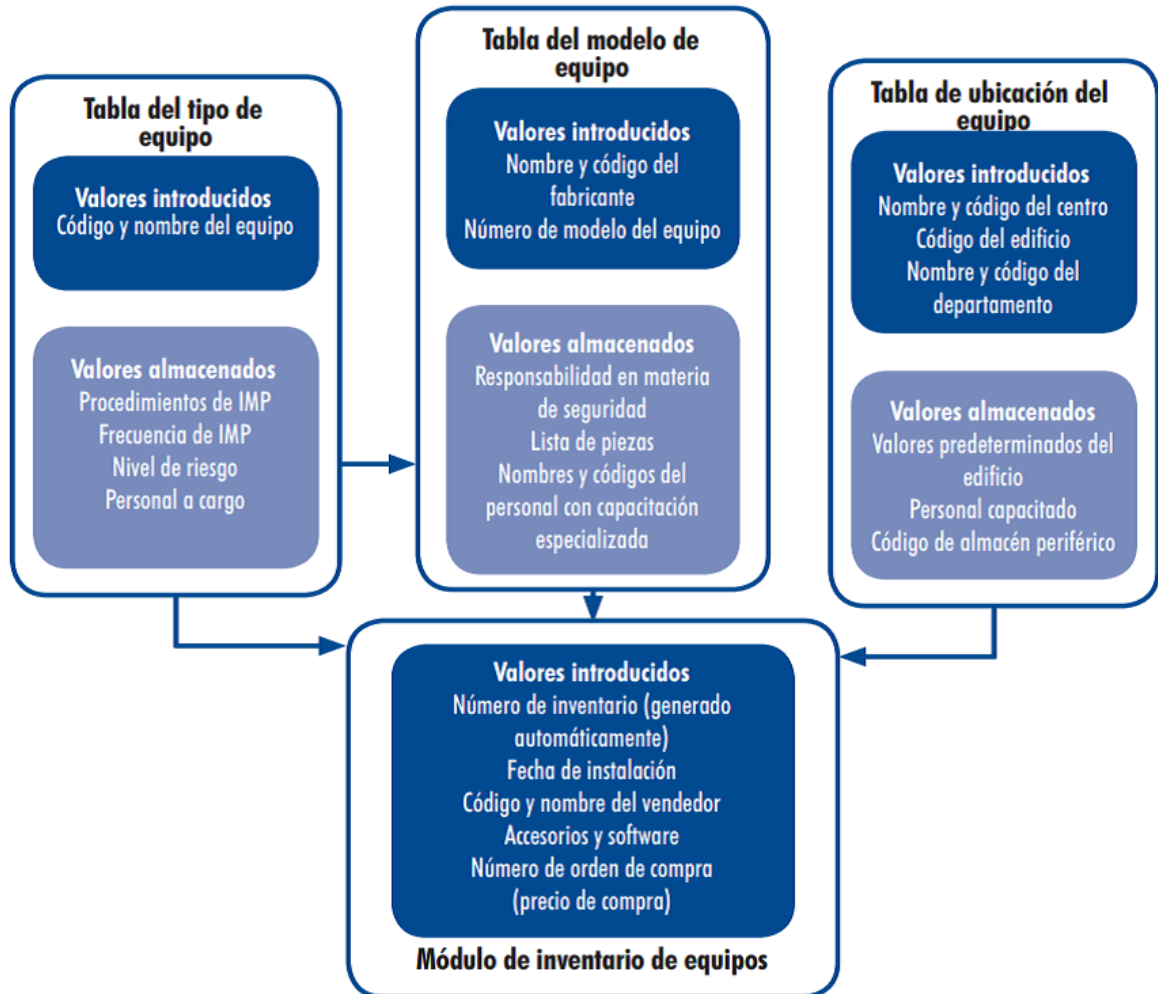 Tabla del tipo de
equipo
Valores introducidos
Código y nombre del equipo
Valores almacenados
Procedimientos de IMP
Frecuencia de IMP
Nivel de riesgo
Personal a cargo
Tabla del modelo de
equipo
Valores introducidos
Nombre y código del
fabricante
Número de modelo del equipo
Valores almacenados
Responsabilidad en materia
de seguridad
Lista de piezas
Nombres y códigos del
personal con capacitación
especializada
Tabla de ubicación del
equipo
Valores introducidos
Nombre y código del centro
Código del edificio
Nombre y código del
departamento
Valores almacenados
Valores predeterminados del
edificio
Personal capacitado
Código de almacén periférico
Valores introducidos
Número de inventario (generado
automáticamente)
Fecha de instalación
Código y nombre del vendedor
Accesorios y software
Número de orden de compra
(precio de compra)
Módulo de inventario de equipos